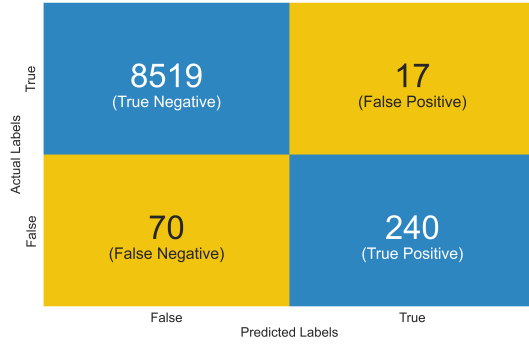 True
8519
(True Negative)
17
(False Positive)
Actual Labels
False
70
(False Negative)
240
(True Positive)
False
True
Predicted Labels